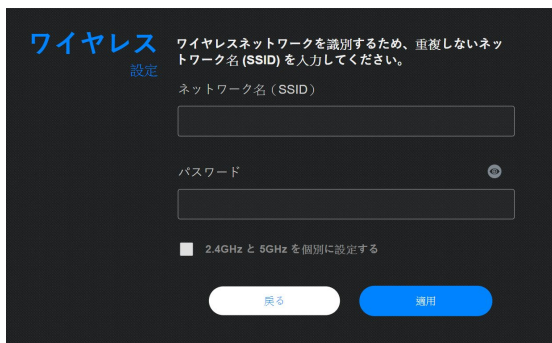 ワイヤレス
設定
ワイヤレスネットワークを識別するため、重複しないネッ
トワーク名 (SSID) を入力してください。
ネットワーク名（SSID）
パスワード
2.4GHz と 5GHz を個別に設定する
戻る
適用